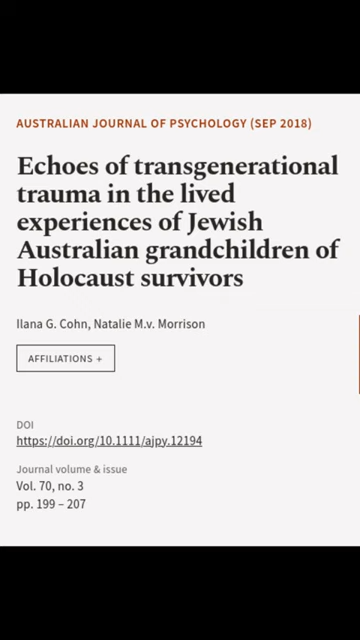 AUSTRALIAN JOURNAL OF PSYCHOLOGY (SEP 2018)
Echoes of transgenerational
trauma in the lived
experiences of Jewish
Australian grandchildren of
Holocaust survivors
Ilana G. Cohn, Natalie M.v. Morrison
AFFILIATIONS +
DOI
https://doi.org/10.1111/ajpy.12194
Journal volume & issue
Vol. 70, no. 3
pp. 199 – 207